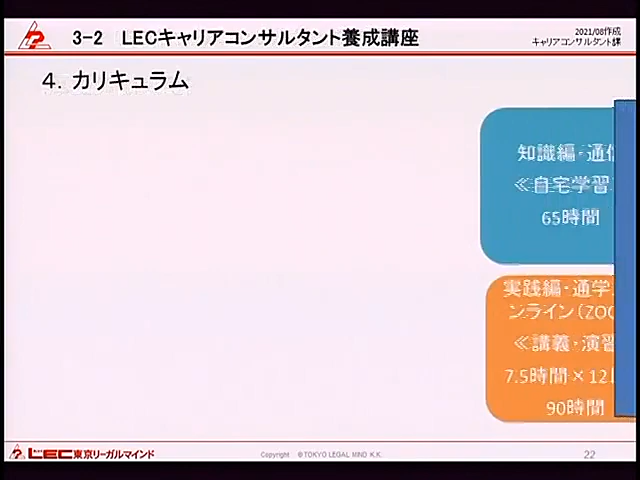 3-2 LECキャリアコンサルタント養成講座
2021/08作成
キャリアコンサルタント課
4. カリキュラム
知識編・通信
≪自宅学習
65時間
実践編・通学
ンライン(ZOO
≪講義・演習
7.5時間×12
90時間
LEC東京リーガルマインド
Copyright ©TOKYO LEGAL MIND K.K.
22